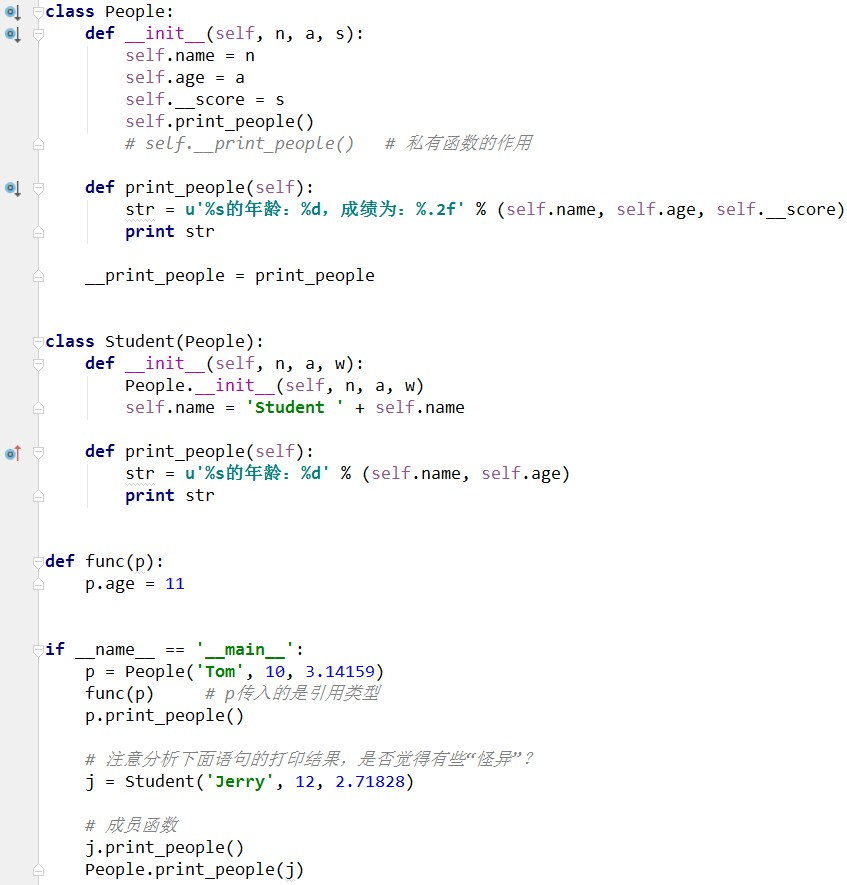 class People:
    def __init__(self, n, a, s):
        self.name = n
        self.age = a
        self.__score = s
        self.print_people()
        # self.__print_people()   # 私有函数的作用
    def print_people(self):
        str = u'%s的年龄：%d，成绩为：%.2f' % (self.name, self.age, self.__score)
        print str
    __print_people = print_people
class Student(People):
    def __init__(self, n, a, w):
        People.__init__(self, n, a, w)
        self.name = 'Student ' + self.name
    def print_people(self):
        str = u'%s的年龄：%d' % (self.name, self.age)
        print str
def func(p):
    p.age = 11
if __name__ == '__main__':
    p = People('Tom', 10, 3.14159)
    func(p)     # p传入的是引用类型
    p.print_people()
    # 注意分析下面语句的打印结果，是否觉得有些“怪异”？
    j = Student('Jerry', 12, 2.71828)
    # 成员函数
    j.print_people()
    People.print_people(j)